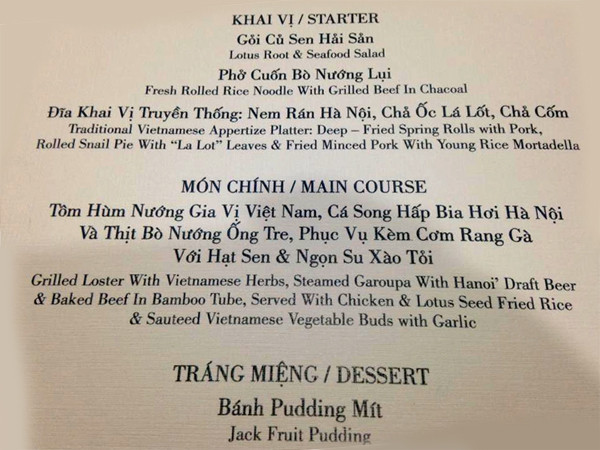 KHAI VỊ / STARTER
Gỏi Củ Sen Hải Sản
Lotus Root & Seafood Salad
Phở Cuốn Bò Nướng Lụi
Fresh Rolled Rice Noodle With Grilled Beef In Chacoal
Đĩa Khai Vị Truyền Thống: Nem Rán Hà Nội, Chả Ốc Lá Lốt, Chả Cốm
Traditional Vietnamese Appertize Platter: Deep – Fried Spring Rolls with Pork,
Rolled Snail Pie With “La Lot” Leaves & Fried Minced Pork With Young Rice Mortadella
MÓN CHÍNH / MAIN COURSE
Tôm Hùm Nướng Gia Vị Việt Nam, Cá Song Hấp Bia Hơi Hà Nội
Và Thịt Bò Nướng Ống Tre, Phục Vụ Kèm Cơm Rang Gà
Với Hạt Sen & Ngọn Su Xào Tỏi
Grilled Loster With Vietnamese Herbs, Steamed Garoupa With Hanoi’ Draft Beer
& Baked Beef In Bamboo Tube, Served With Chicken & Lotus Seed Fried Rice
& Sauteed Vietnamese Vegetable Buds with Garlic
TRÁNG MIỆNG / DESSERT
Bánh Pudding Mít
Jack Fruit Pudding